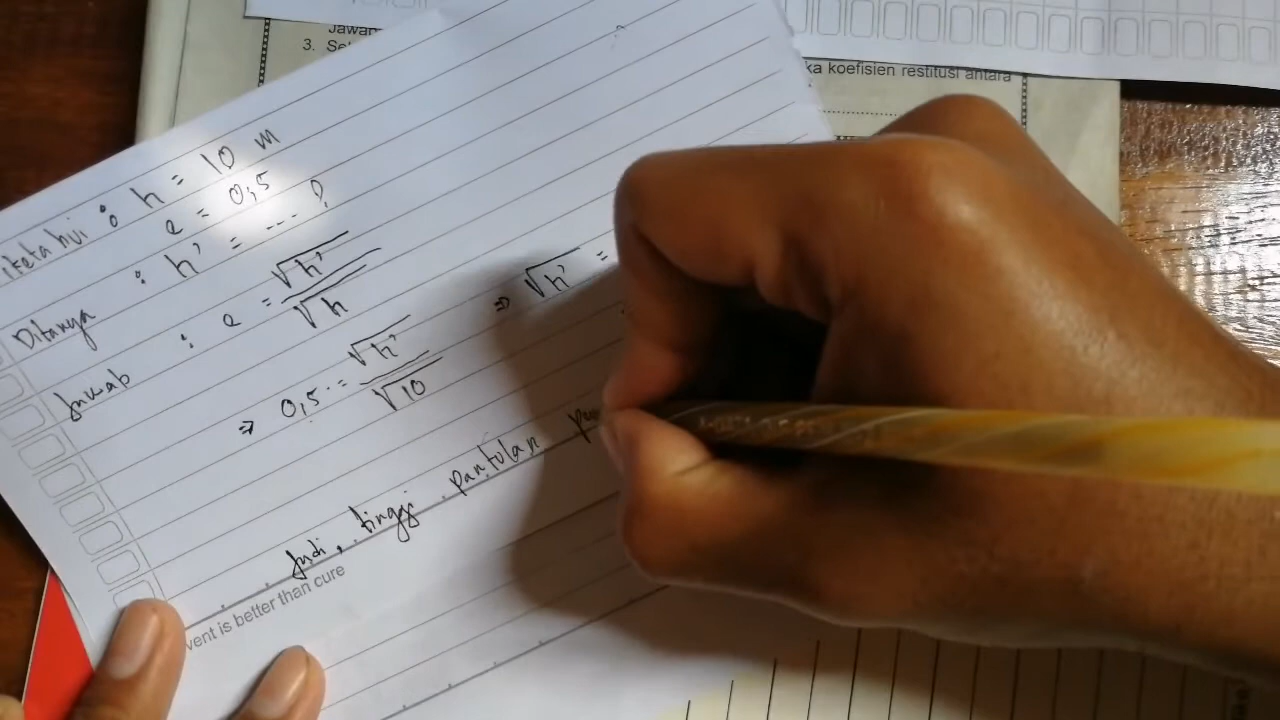 Jawab
3. Sel
ka koefisien restitusi antara
iketahui : h = 10 m
e = 0,5
Ditanya : h' = ... ?
Jawab : e = √h' / √h
⇒ 0,5 = √h' / √10 ⇒ √h' =
Jadi, tinggi pantulan
vent is better than cure